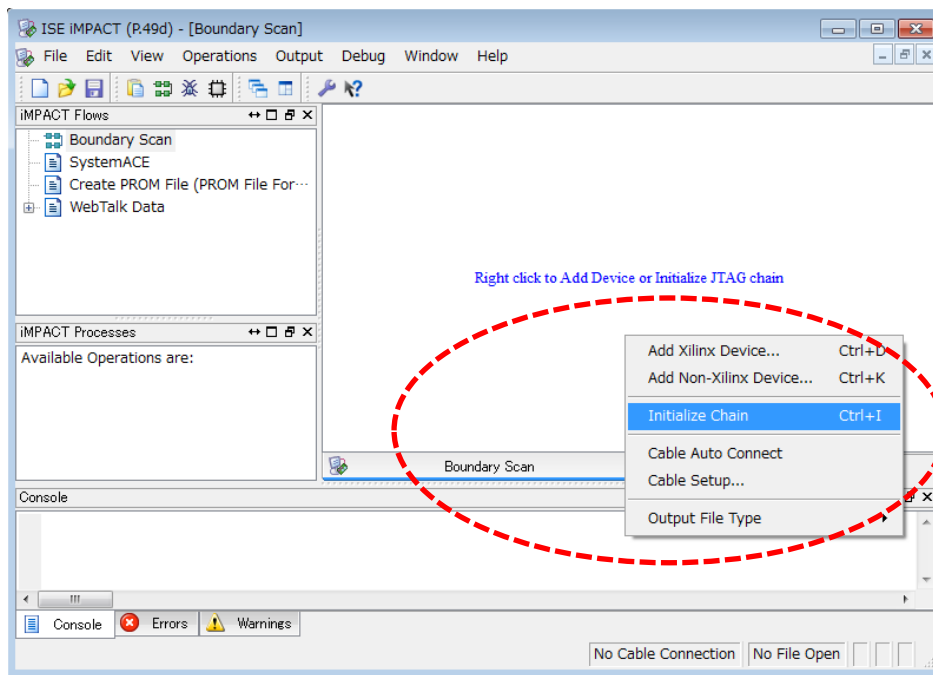 ISE iMPACT (P.49d) - [Boundary Scan]
File Edit View Operations Output Debug Window Help
iMPACT Flows
Boundary Scan
SystemACE
Create PROM File (PROM File For···
WebTalk Data
Right click to Add Device or Initialize JTAG chain
iMPACT Processes
Available Operations are:
Add Xilinx Device... Ctrl+D
Add Non-Xilinx Device... Ctrl+K
Initialize Chain Ctrl+I
Cable Auto Connect
Cable Setup...
Output File Type
Boundary Scan
Console
Console Errors Warnings
No Cable Connection No File Open